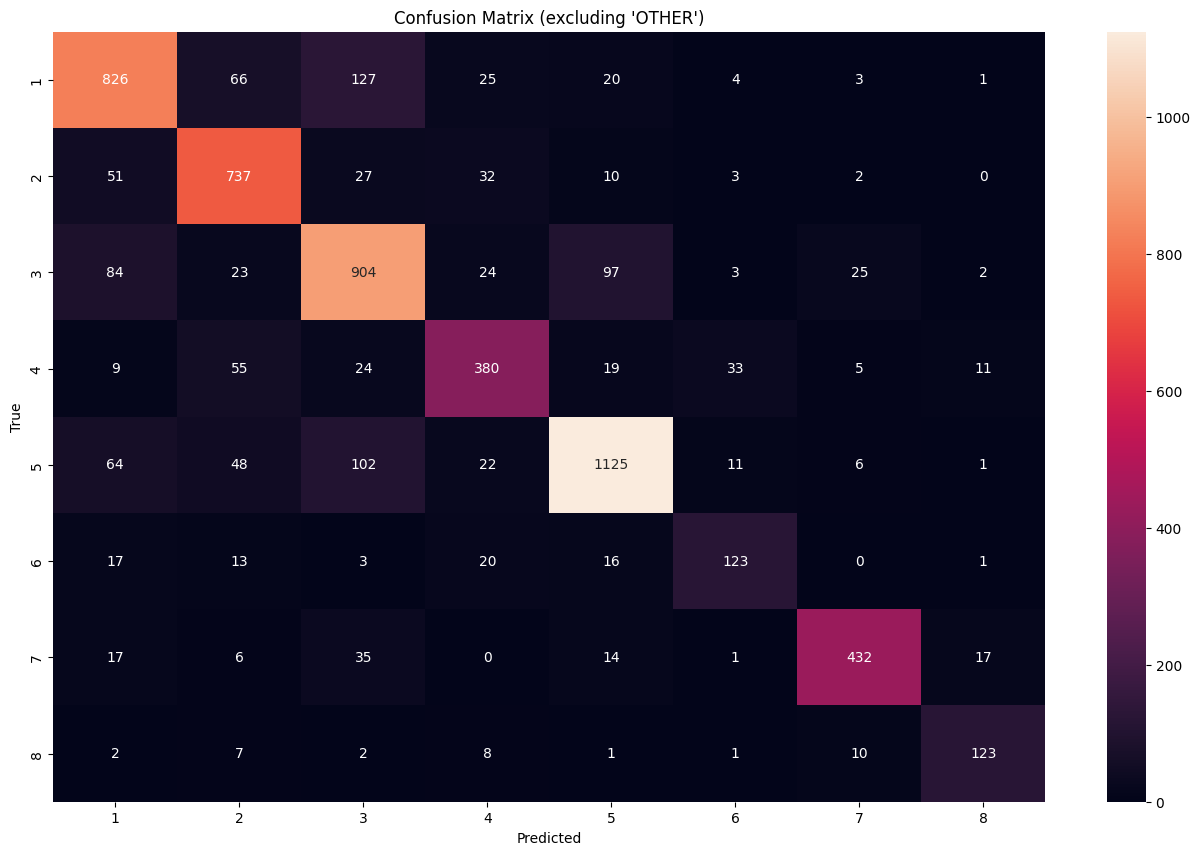 Confusion Matrix (excluding 'OTHER')
1 826 66 127 25 20 4 3 1
2 51 737 27 32 10 3 2 0
3 84 23 904 24 97 3 25 2
4 9 55 24 380 19 33 5 11
5 64 48 102 22 1125 11 6 1
6 17 13 3 20 16 123 0 1
7 17 6 35 0 14 1 432 17
8 2 7 2 8 1 1 10 123
1 2 3 4 5 6 7 8
True
Predicted
1000
800
600
400
200
0